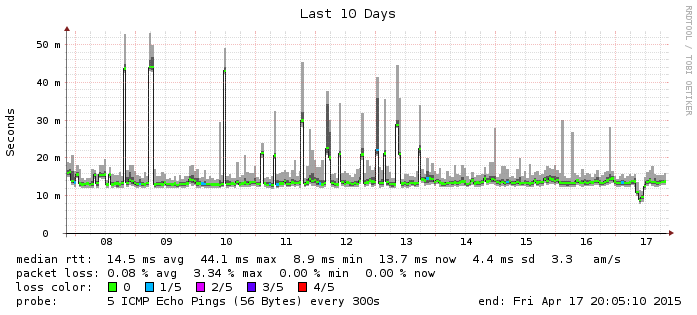 Last 10 Days
RRDTOOL / TOBI OETIKER
Seconds
50 m
40 m
30 m
20 m
10 m
0
08 09 10 11 12 13 14 15 16 17
median rtt: 14.5 ms avg 44.1 ms max 8.9 ms min 13.7 ms now 4.4 ms sd 3.3 am/s
packet loss: 0.08 % avg 3.34 % max 0.00 % min 0.00 % now
loss color: 0 1/5 2/5 3/5 4/5
probe: 5 ICMP Echo Pings (56 Bytes) every 300s end: Fri Apr 17 20:05:10 2015